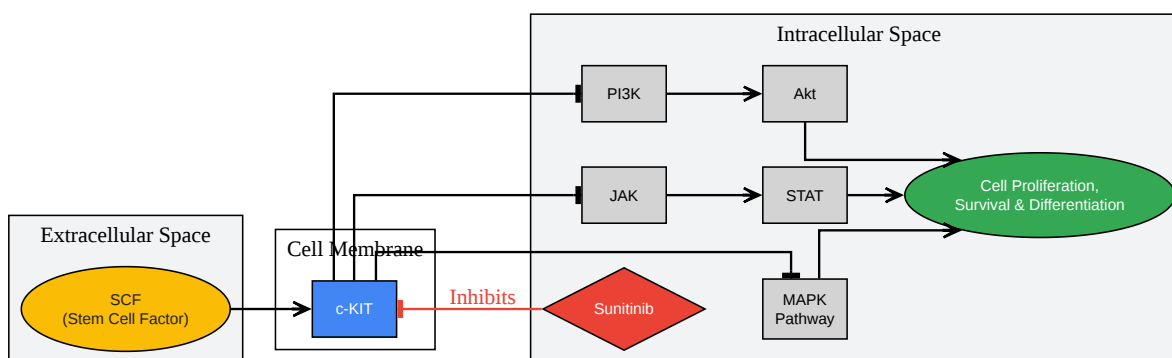 Intracellular Space
PI3K
Akt
JAK
STAT
Cell Proliferation,
Survival & Differentiation
Extracellular Space
Cell Membrane
SCF
(Stem Cell Factor)
c-KIT
Inhibits
Sunitinib
MAPK
Pathway